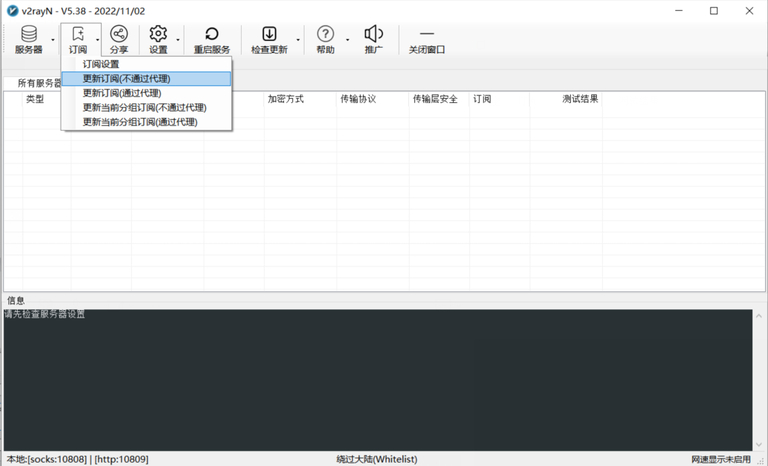 v2rayN - V5.38 - 2022/11/02
服务器 订阅 分享 设置 重启服务 检查更新 帮助 推广 关闭窗口
订阅设置
所有服务器
更新订阅(不通过代理)
更新订阅(通过代理)
更新当前分组订阅(不通过代理)
更新当前分组订阅(通过代理)
类型 加密方式 传输协议 传输层安全 订阅 测试结果
信息
请先检查服务器设置
本地:[socks:10808] | [http:10809] 绕过大陆(Whitelist) 网速显示未启用